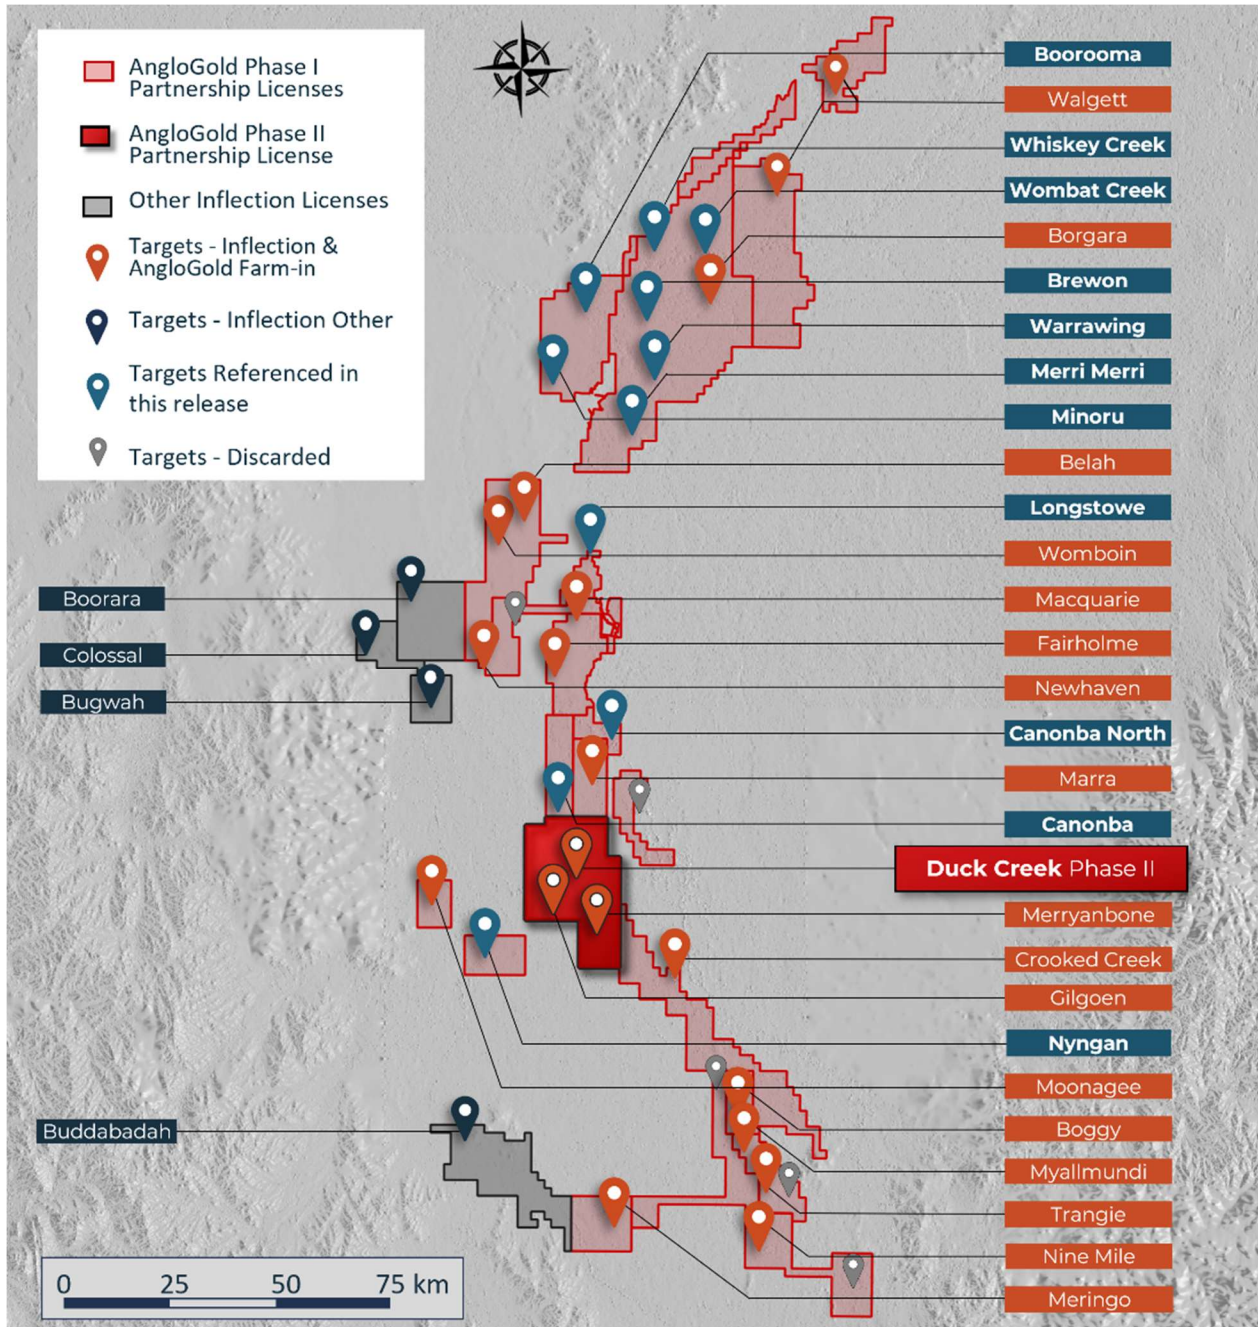 AngloGold Phase I
Partnership Licenses
AngloGold Phase II
Partnership License
Other Inflection Licenses
Targets - Inflection &
AngloGold Farm-in
Targets - Inflection Other
Targets Referenced in
this release
Targets - Discarded
Boorooma
Walgett
Whiskey Creek
Wombat Creek
Borgara
Brewon
Warrawing
Merri Merri
Minoru
Belah
Longstowe
Womboin
Macquarie
Fairholme
Newhaven
Canonba North
Marra
Canonba
Duck Creek Phase II
Merryanbone
Crooked Creek
Gilgoen
Nyngan
Moonagee
Boggy
Myallmundi
Trangie
Nine Mile
Meringo
Boorara
Colossal
Bugwah
Buddabadah
0 25 50 75 km